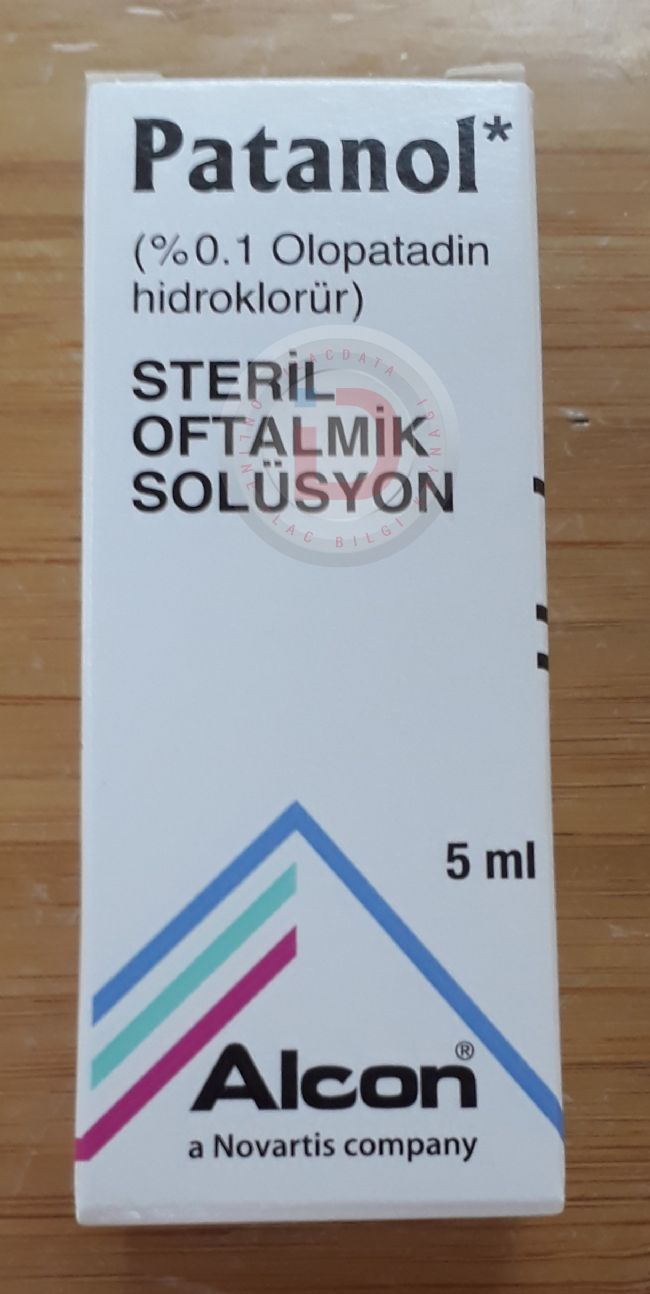 Patanol*
(%0.1 Olopatadin
hidroklorür)
STERİL
OFTALMİK
SOLÜSYON
5 ml
Alcon®
a Novartis company